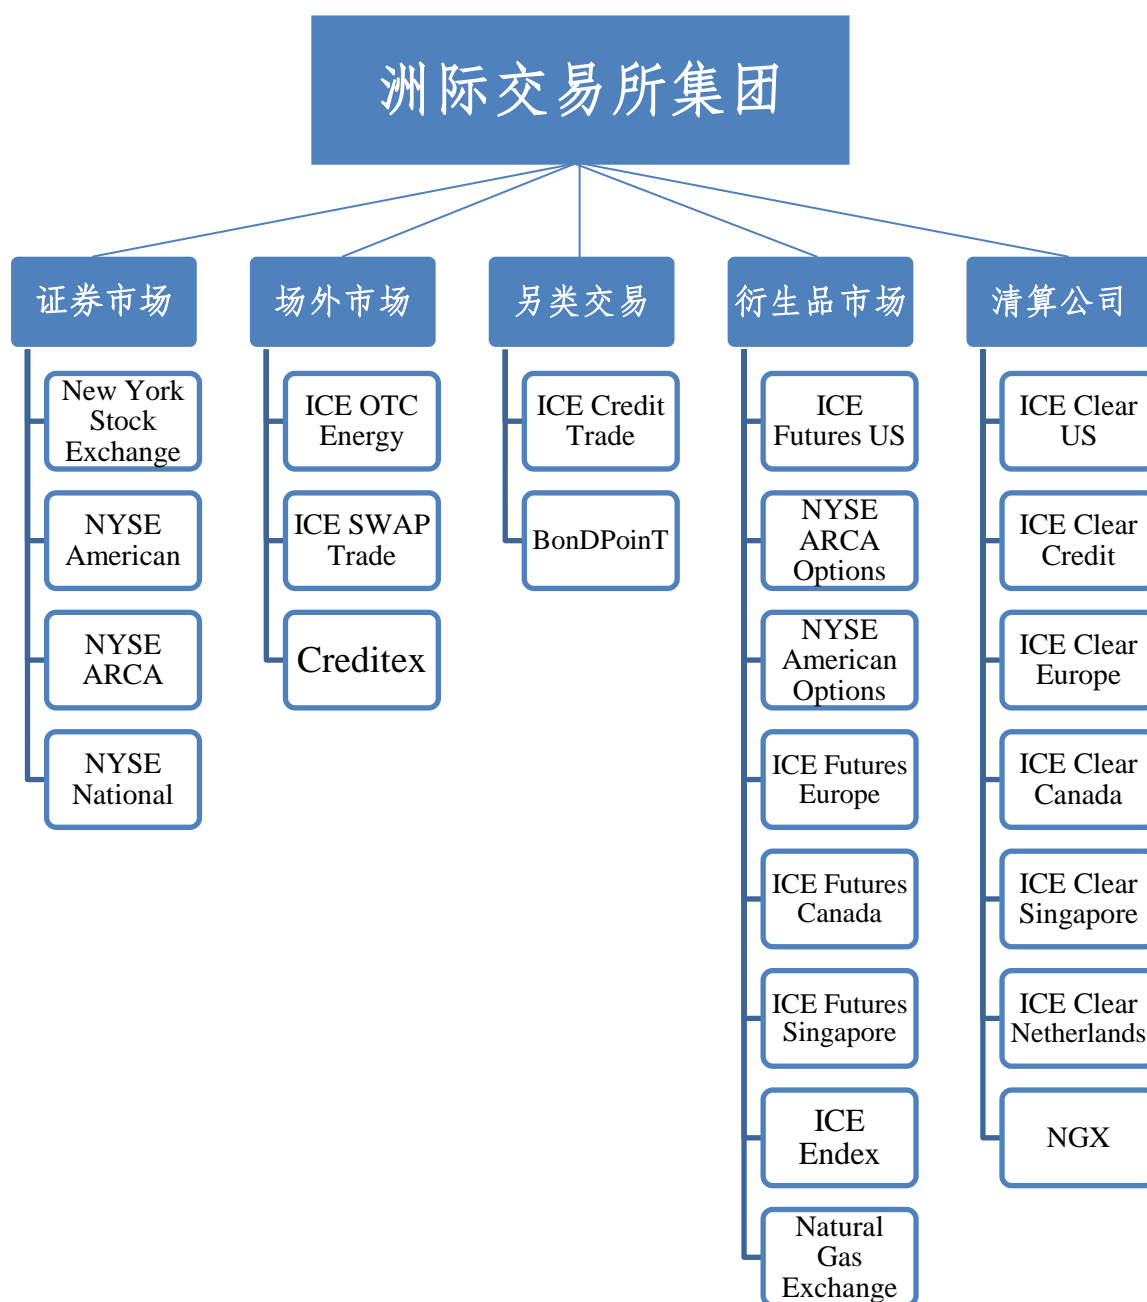 洲际交易所集团
证券市场
场外市场
另类交易
衍生品市场
清算公司
New York
Stock
Exchange
NYSE
American
NYSE
ARCA
NYSE
National
ICE OTC
Energy
ICE SWAP
Trade
Creditex
ICE Credit
Trade
BonDPoinT
ICE
Futures US
NYSE
ARCA
Options
NYSE
American
Options
ICE Futures
Europe
ICE Futures
Canada
ICE Futures
Singapore
ICE
Endex
Natural
Gas
Exchange
ICE Clear
US
ICE Clear
Credit
ICE Clear
Europe
ICE Clear
Canada
ICE Clear
Singapore
ICE Clear
Netherlands
NGX